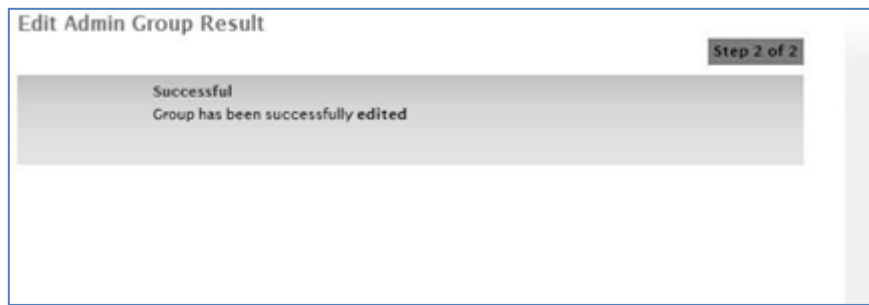 Edit Admin Group Result
Step 2 of 2
Successful
Group has been successfully edited